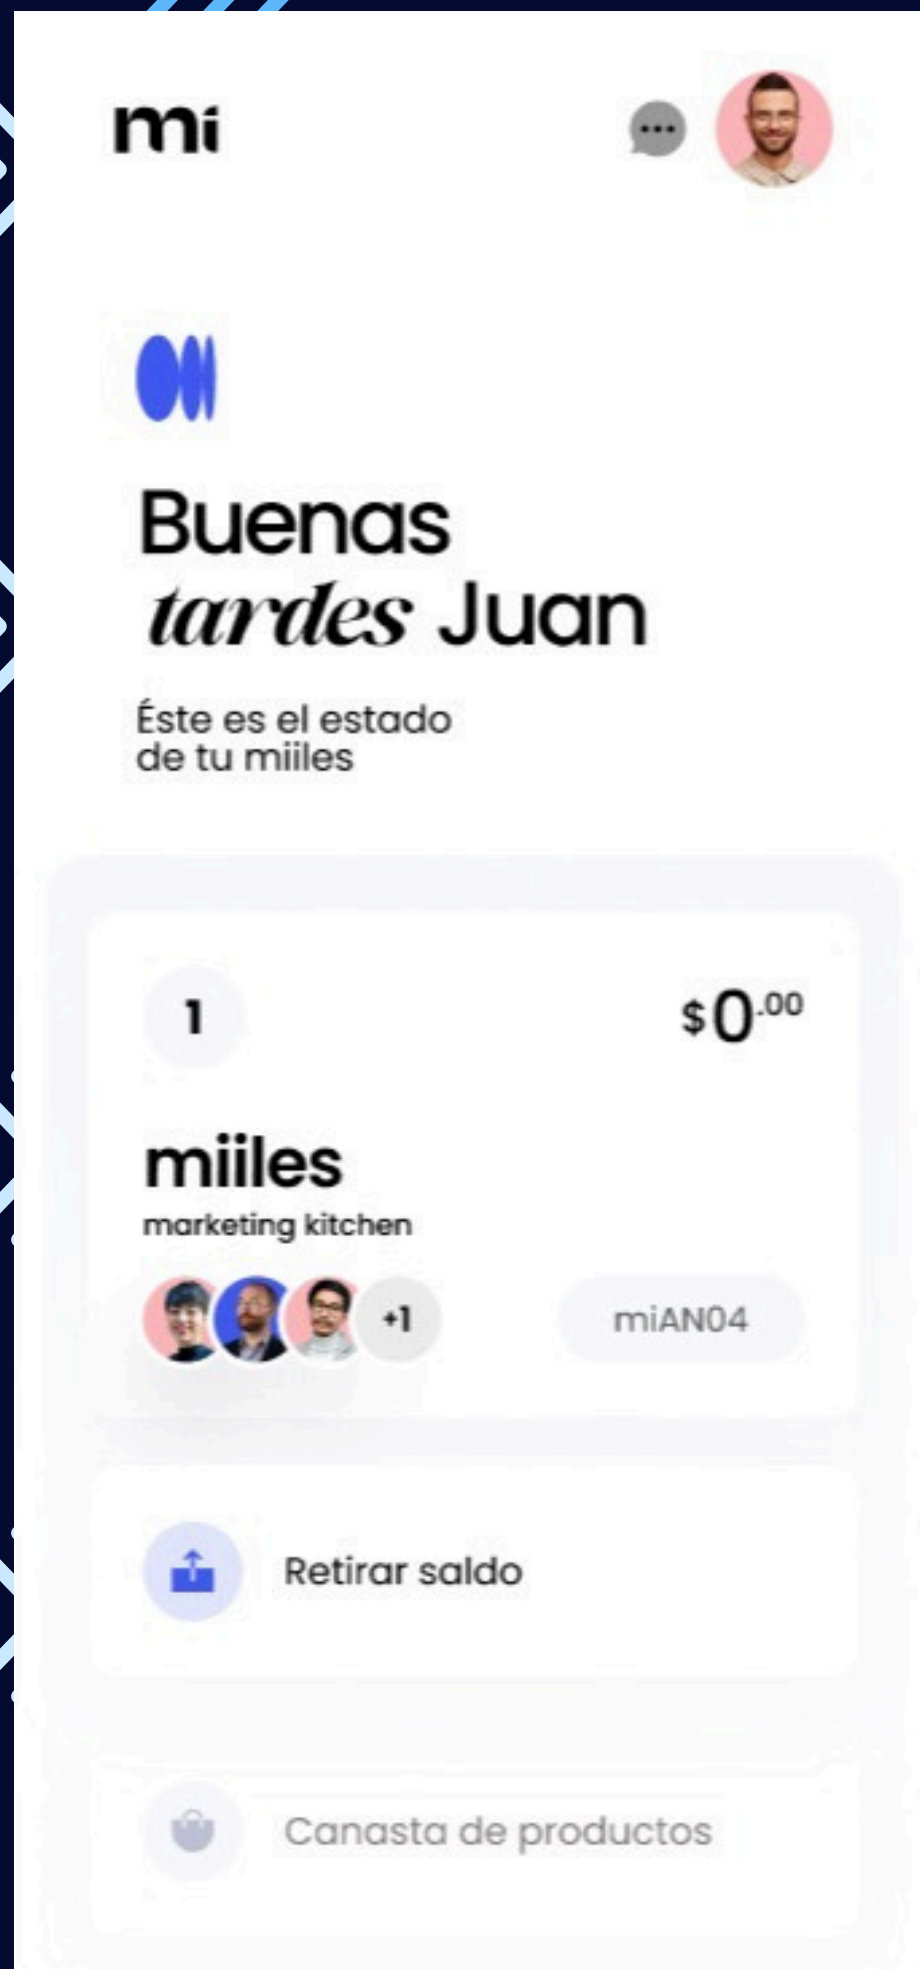 mi
Buenas
tardes Juan
Éste es el estado
de tu miiles
1
$0.00
miiles
marketing kitchen
+1
miAN04
Retirar saldo
Canasta de productos